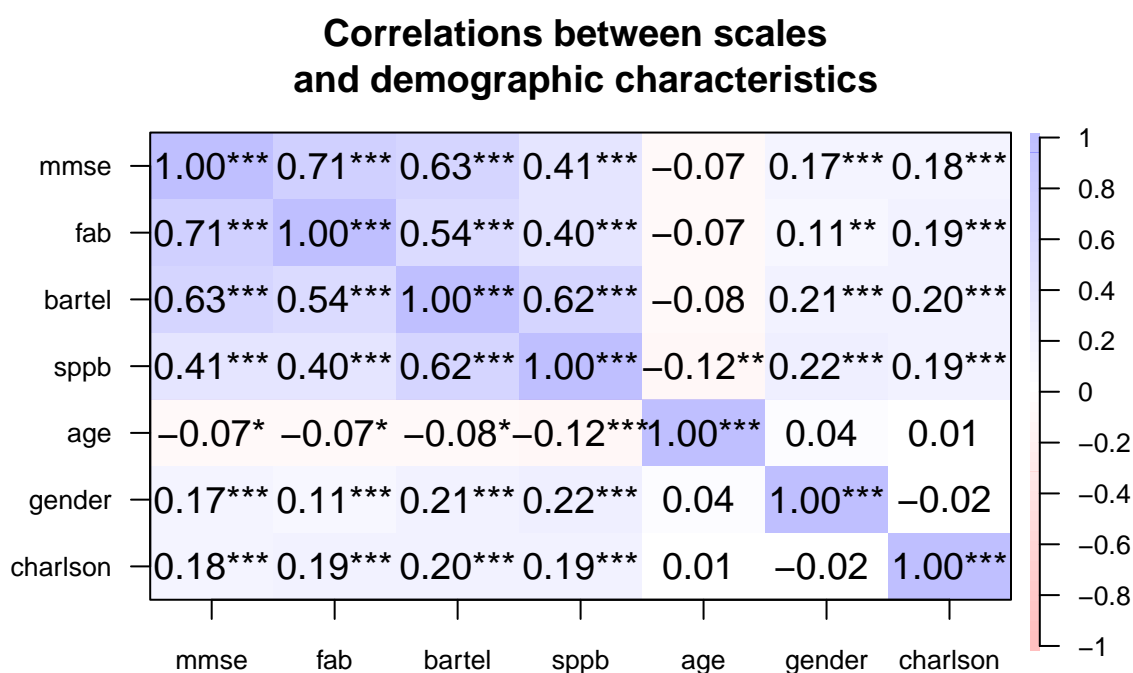 Correlations between scales
and demographic characteristics
mmse 1.00*** 0.71*** 0.63*** 0.41*** −0.07 0.17*** 0.18***
fab 0.71*** 1.00*** 0.54*** 0.40*** −0.07 0.11** 0.19***
bartel 0.63*** 0.54*** 1.00*** 0.62*** −0.08 0.21*** 0.20***
sppb 0.41*** 0.40*** 0.62*** 1.00*** −0.12** 0.22*** 0.19***
age −0.07* −0.07* −0.08* −0.12*** 1.00*** 0.04 0.01
gender 0.17*** 0.11*** 0.21*** 0.22*** 0.04 1.00*** −0.02
charlson 0.18*** 0.19*** 0.20*** 0.19*** 0.01 −0.02 1.00***
mmse fab bartel sppb age gender charlson
1
0.8
0.6
0.4
0.2
0
−0.2
−0.4
−0.6
−0.8
−1